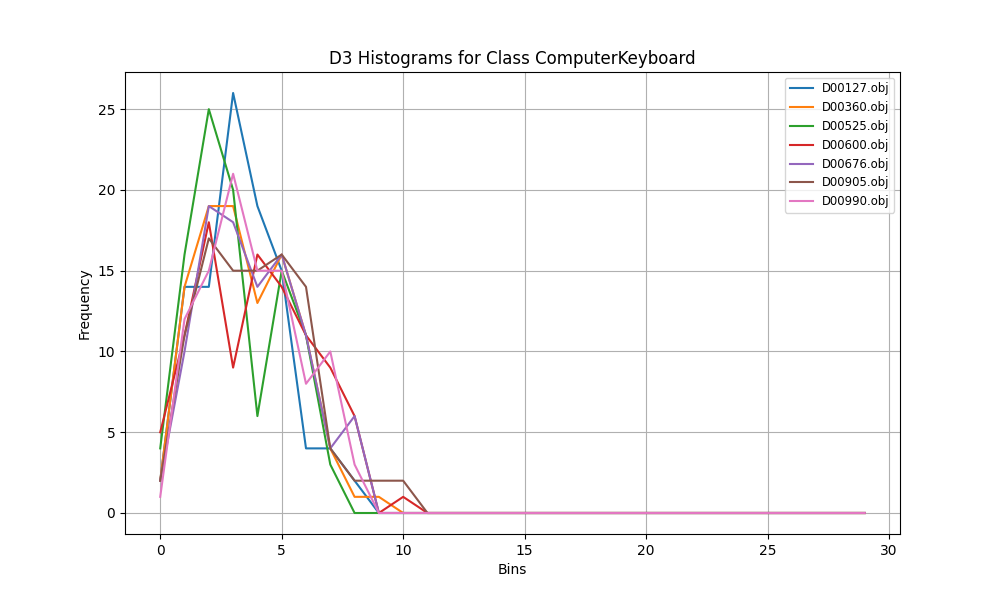 D3 Histograms for Class ComputerKeyboard
D00127.obj
D00360.obj
D00525.obj
D00600.obj
D00676.obj
D00905.obj
D00990.obj
Frequency
25
20
15
10
5
0
0 5 10 15 20 25 30
Bins